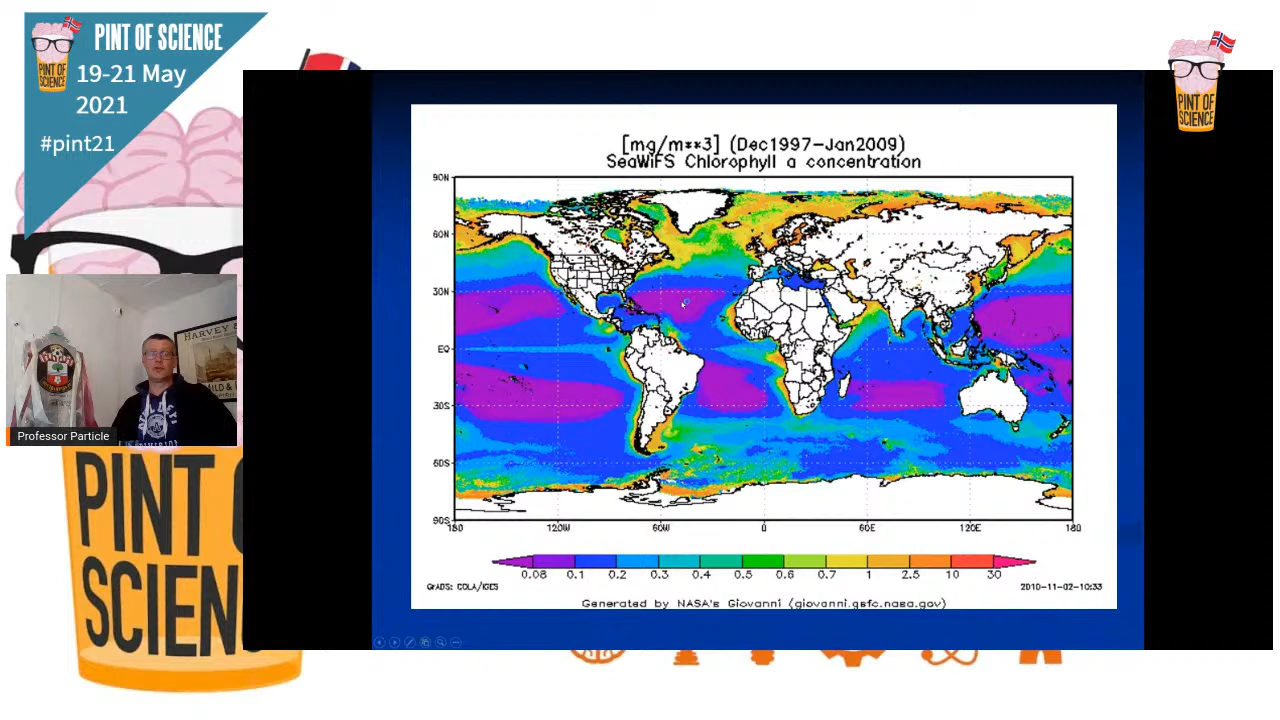 PINT OF SCIENCE
19-21 May
2021
#pint21
PINT OF
SCIENCE
PINT OF
SCIENCE
[mg/m**3] (Dec1997-Jan2009)
SeaWiFS Chlorophyll a concentration
90N
60N
30N
EQ
30S
60S
90S
180 120W 60W 0 60E 120E 180
0.08 0.1 0.2 0.3 0.4 0.5 0.6 0.7 1 2.5 10 30
GrADS: COLA/IGES
2010-11-02-10:33
Generated by NASA's Giovanni (giovanni.gsfc.nasa.gov)
HARVEY
MILD &
Professor Particle
PINT
SCIEN